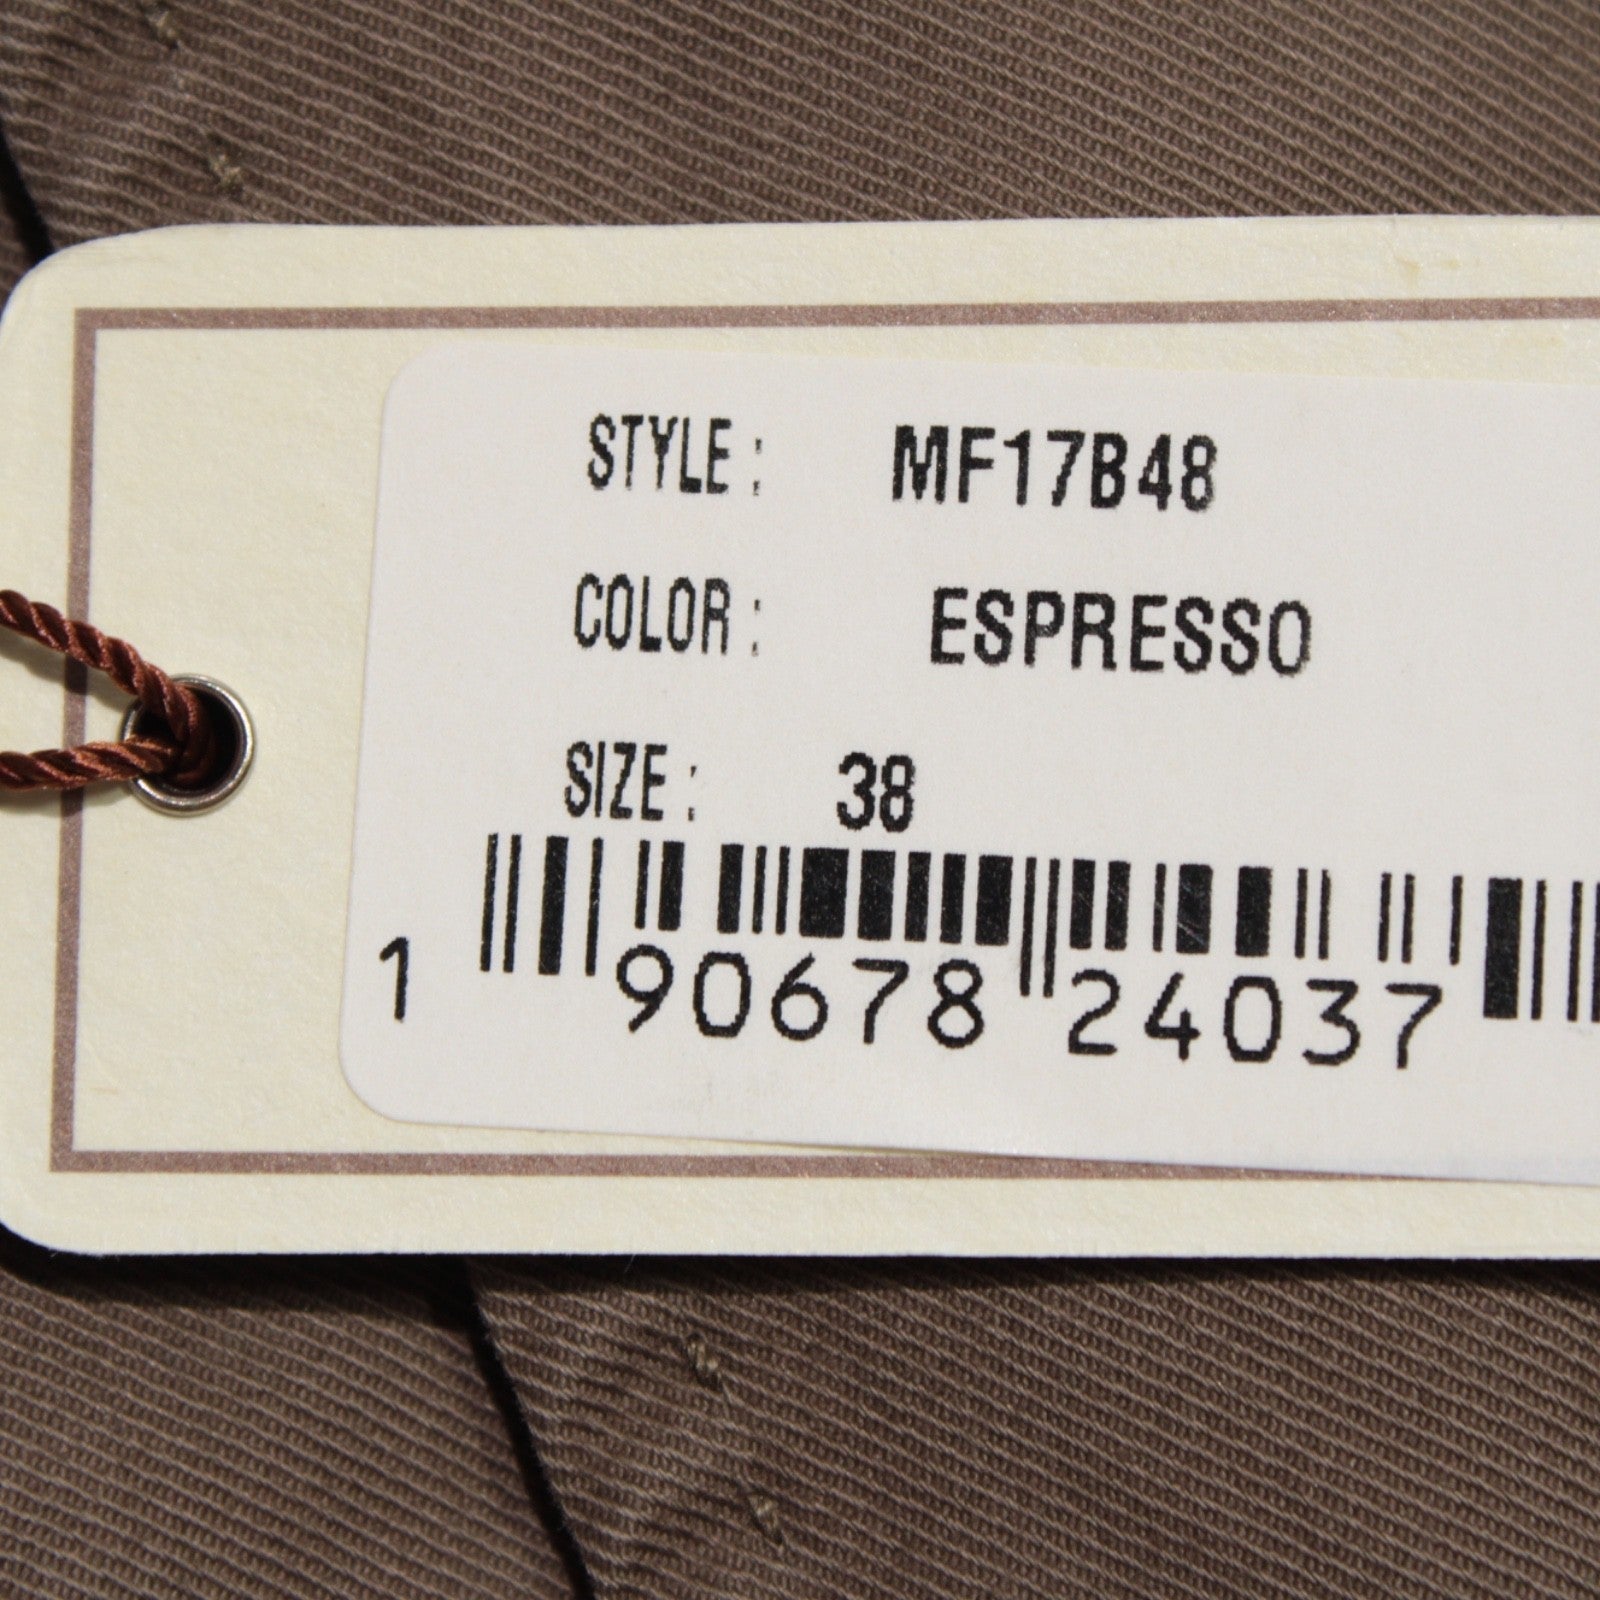 STYLE: MF17B48
COLOR: ESPRESSO
SIZE: 38
1 90678 24037